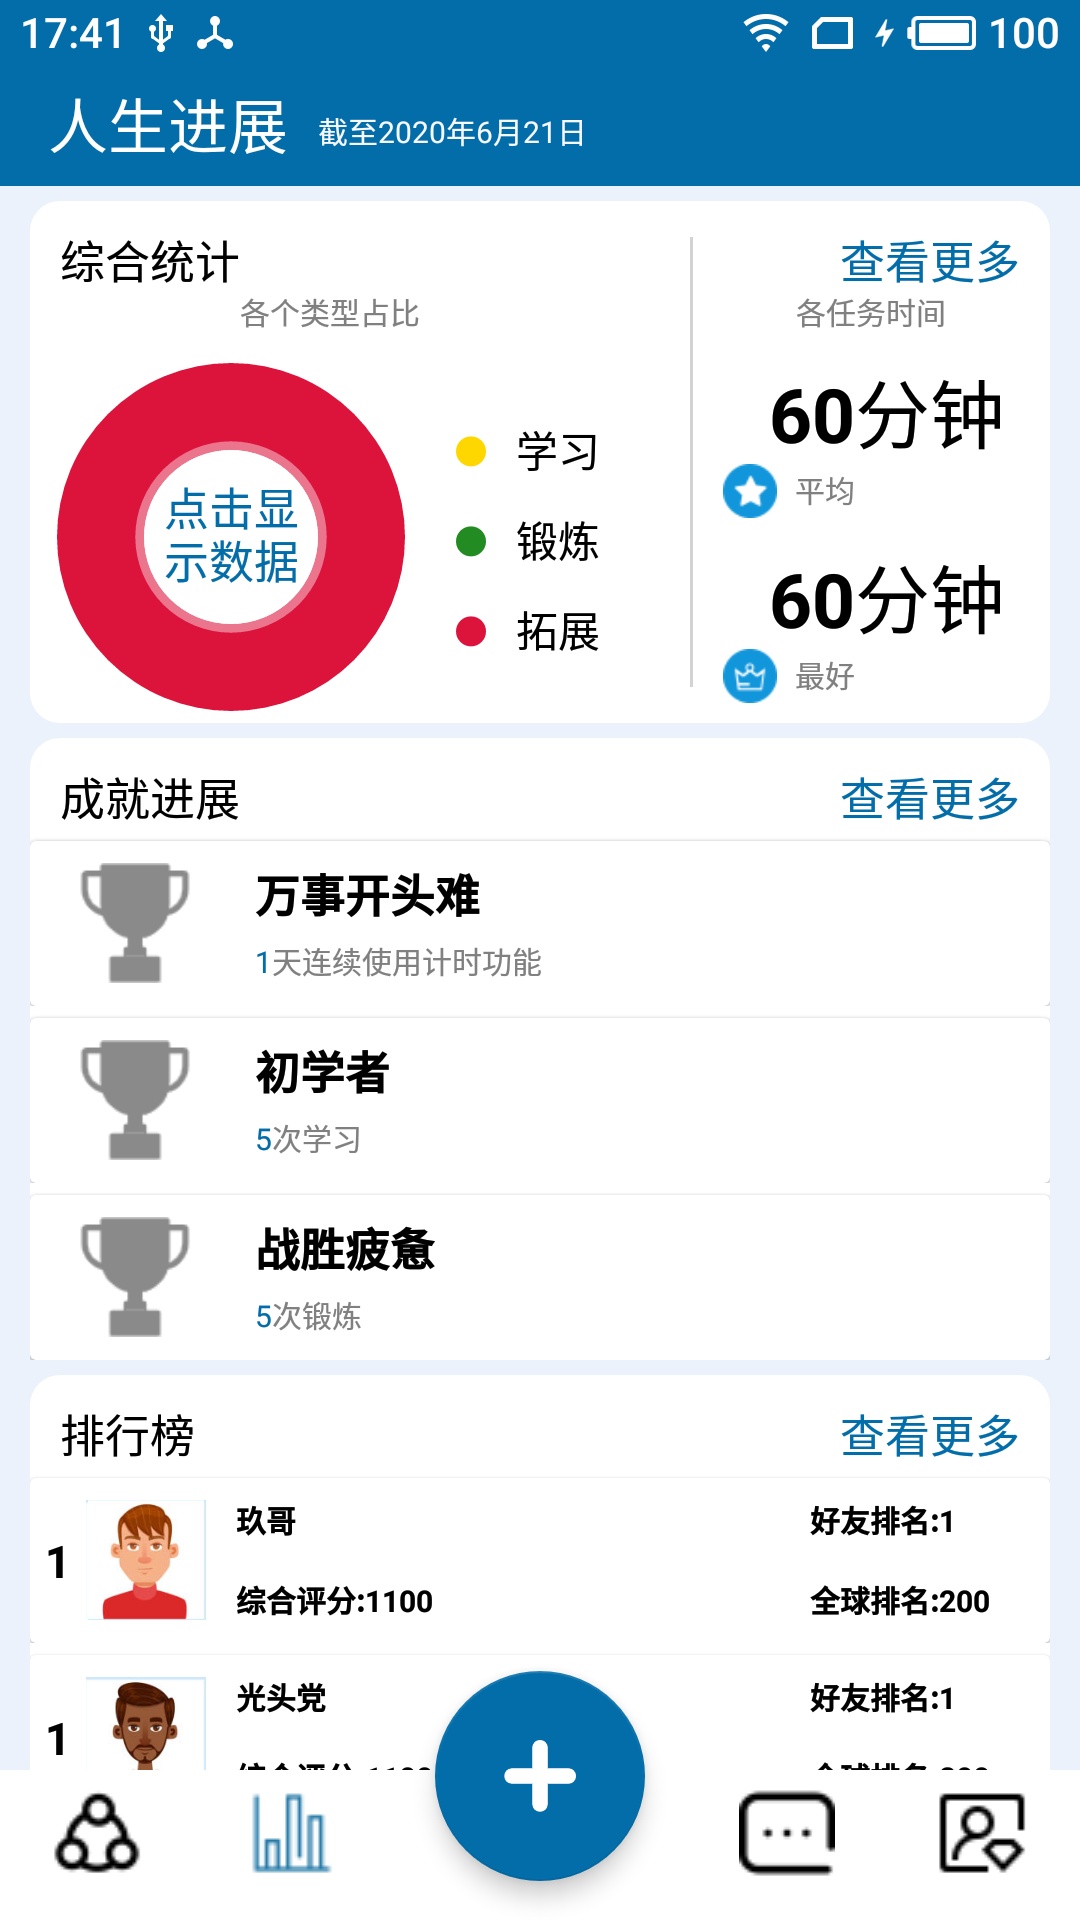 17:41
100
人生进展 截至2020年6月21日
综合统计
查看更多
各个类型占比
各任务时间
点击显
示数据
学习
锻炼
拓展
60分钟
平均
60分钟
最好
成就进展
查看更多
万事开头难
1天连续使用计时功能
初学者
5次学习
战胜疲惫
5次锻炼
排行榜
查看更多
1
玖哥
好友排名:1
综合评分:1100
全球排名:200
1
光头党
好友排名:1